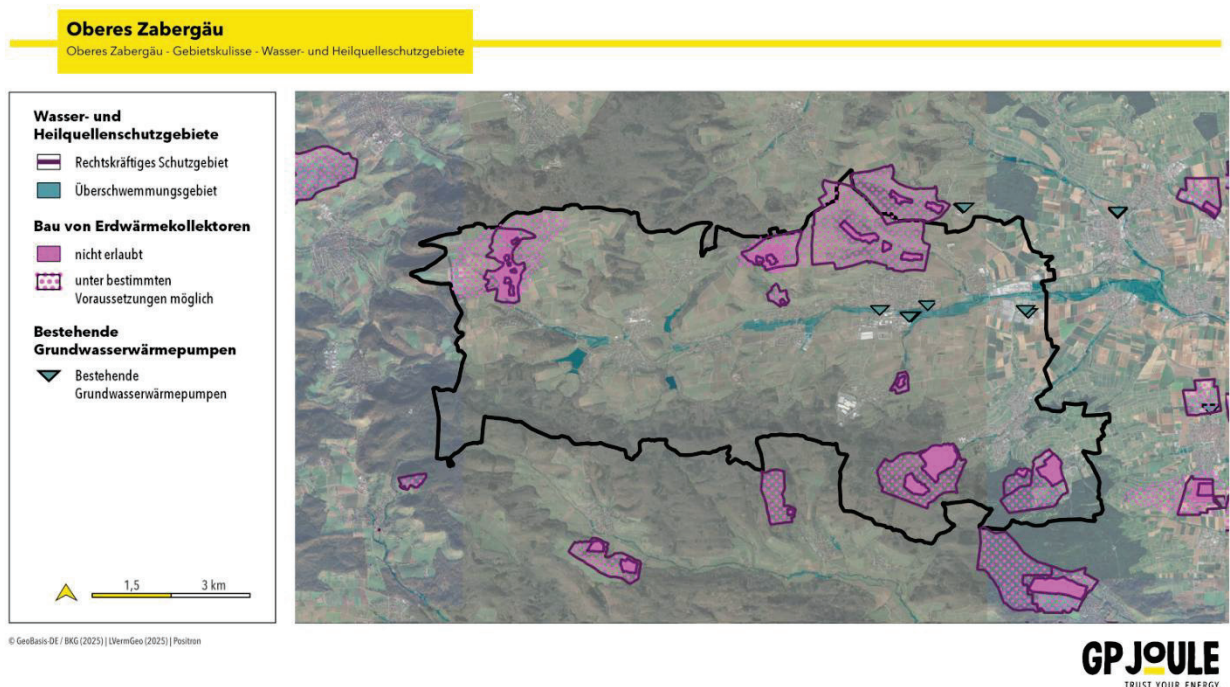 Oberes Zabergäu
Oberes Zabergäu - Gebietskulisse - Wasser- und Heilquelleschutzgebiete
Wasser- und
Heilquellenschutzgebiete
Rechtskräftiges Schutzgebiet
Überschwemmungsgebiet
Bau von Erdwärmekollektoren
nicht erlaubt
unter bestimmten
Voraussetzungen möglich
Bestehende
Grundwasserwärmepumpen
Bestehende
Grundwasserwärmepumpen
1,5 3 km
© GeoBasis-DE / BKG (2025) | LVermGeo (2025) | Positron
GP JOULE
TRUST YOUR ENERGY